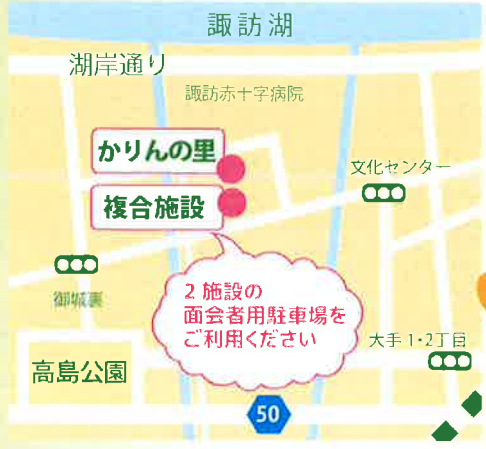 諏訪湖
湖岸通り
諏訪赤十字病院
かりんの里
文化センター
複合施設
御城裏
2施設の
面会者用駐車場を
ご利用ください
大手1・2丁目
高島公園
50